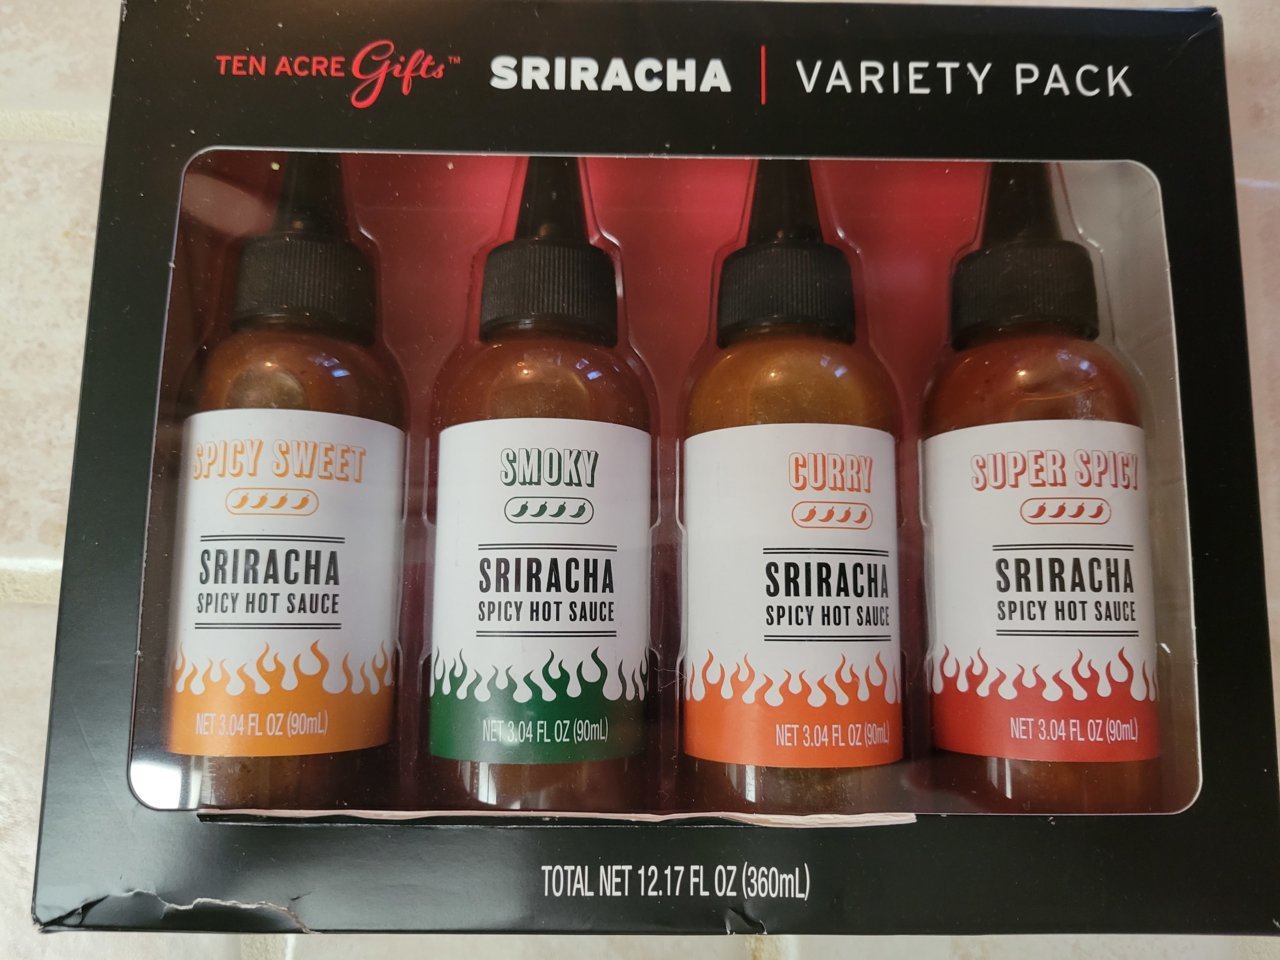 TEN ACRE Gifts™ SRIRACHA | VARIETY PACK
SPICY SWEET
SRIRACHA
SPICY HOT SAUCE
NET 3.04 FL OZ (90mL)
SMOKY
SRIRACHA
SPICY HOT SAUCE
NET 3.04 FL OZ (90mL)
CURRY
SRIRACHA
SPICY HOT SAUCE
NET 3.04 FL OZ (90mL)
SUPER SPICY
SRIRACHA
SPICY HOT SAUCE
NET 3.04 FL OZ (90mL)
TOTAL NET 12.17 FL OZ (360mL)